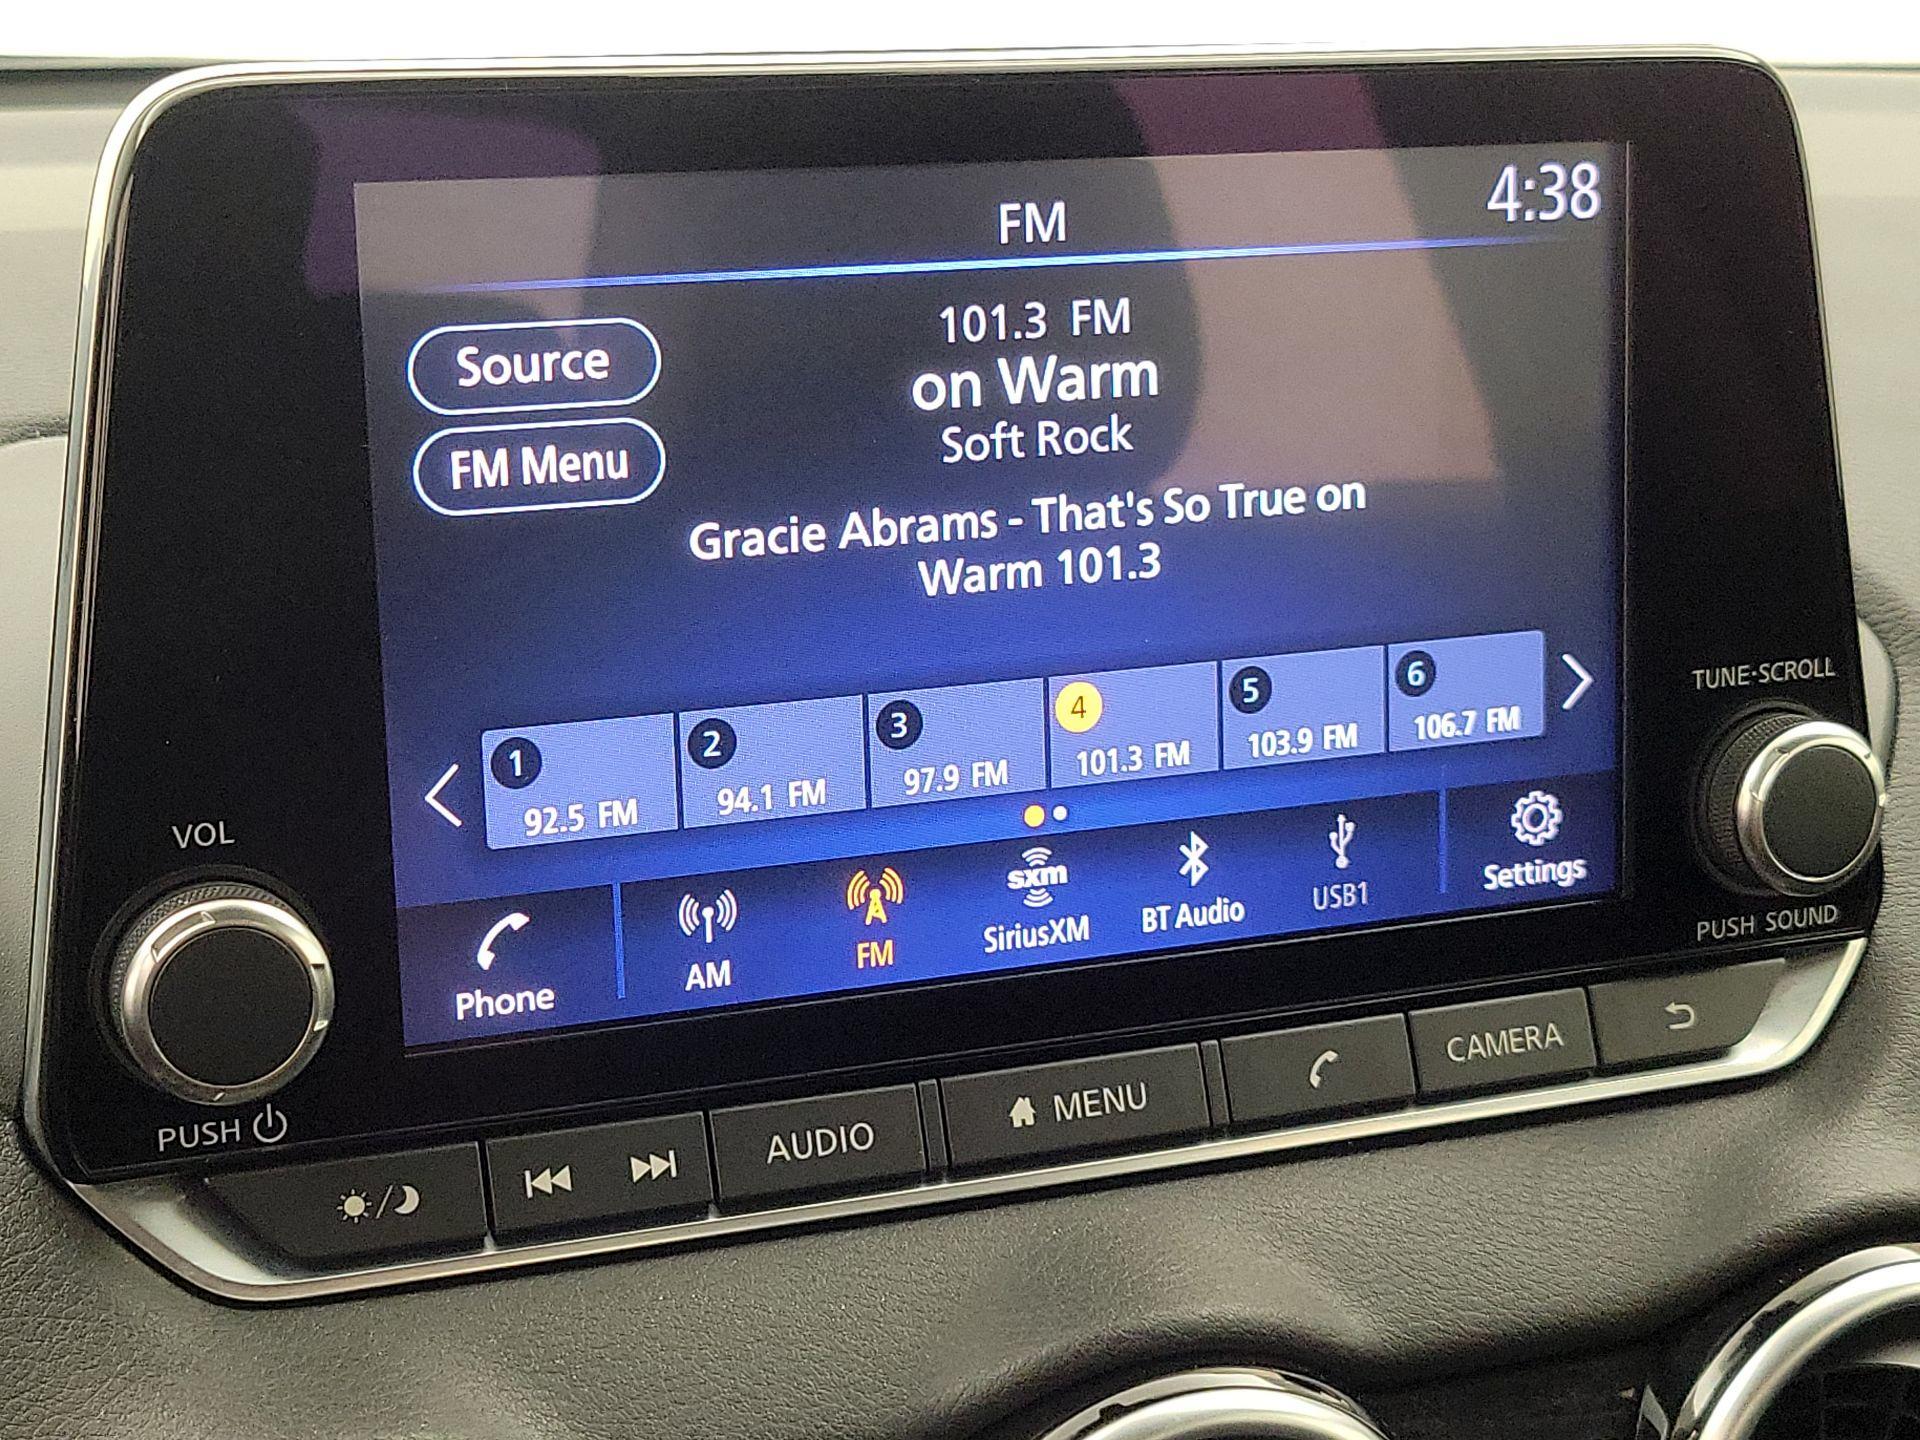 FM
4:38
Source
101.3 FM
on Warm
Soft Rock
FM Menu
Gracie Abrams - That's So True on
Warm 101.3
1
92.5 FM
2
94.1 FM
3
97.9 FM
4
101.3 FM
5
103.9 FM
6
106.7 FM
Phone
AM
FM
sxm
SiriusXM
BT Audio
USB1
Settings
VOL
PUSH
TUNE·SCROLL
PUSH SOUND
AUDIO
MENU
CAMERA